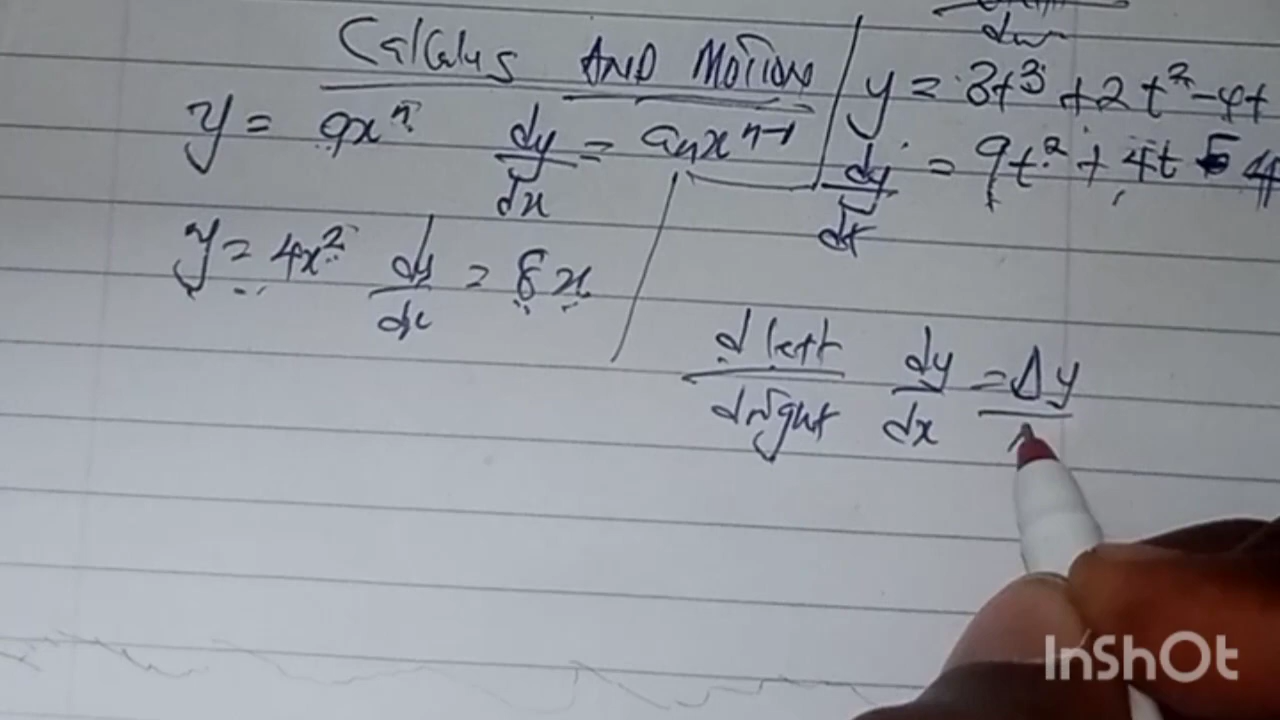 Calculus AND MOTION
y = ax^n dy/dx = anx^n-1
y = 4x^2 dy/dx = 8x
y = 3t^3 + 2t^2 - 4t
dy/dt = 9t^2 + 4t - 4
d left/d right dy/dx = Δy
InShOt